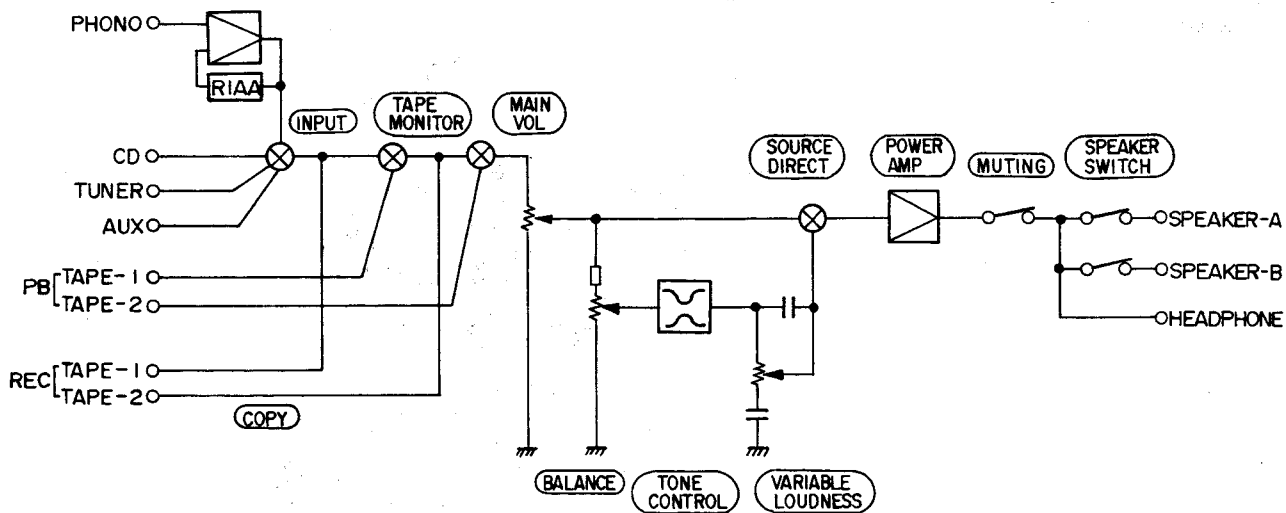 PHONO
RIAA
INPUT
TAPE
MONITOR
MAIN
VOL
CD
TUNER
AUX
PB
TAPE-1
TAPE-2
REC
TAPE-1
TAPE-2
COPY
SOURCE
DIRECT
POWER
AMP
MUTING
SPEAKER
SWITCH
SPEAKER-A
SPEAKER-B
HEADPHONE
BALANCE
TONE
CONTROL
VARIABLE
LOUDNESS